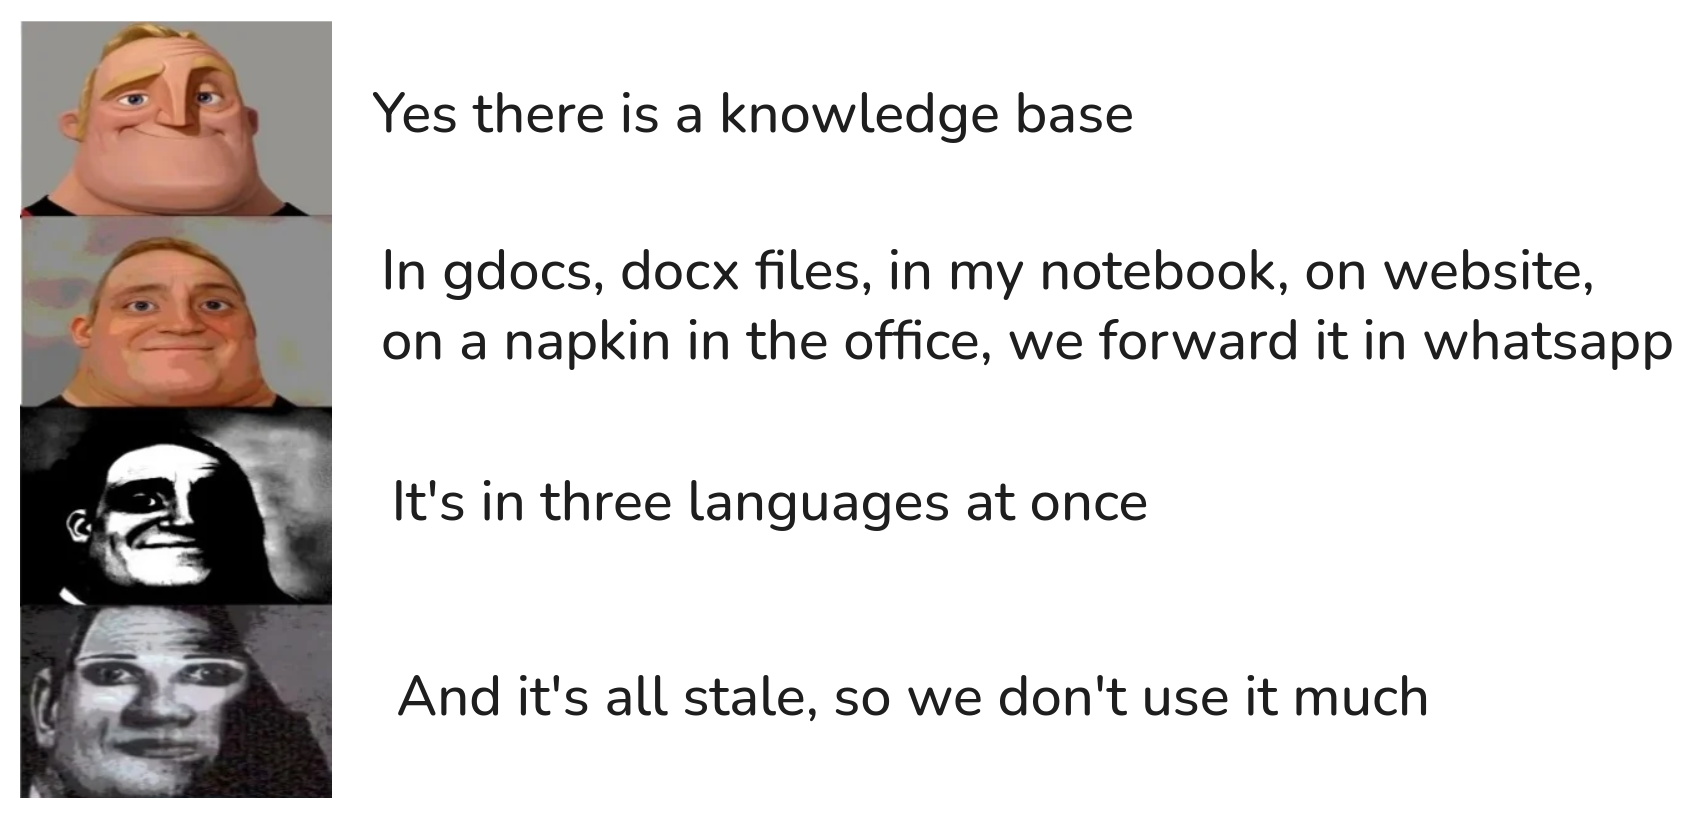 Yes there is a knowledge base
In gdocs, docx files, in my notebook, on website,
on a napkin in the office, we forward it in whatsapp
It's in three languages at once
And it's all stale, so we don't use it much